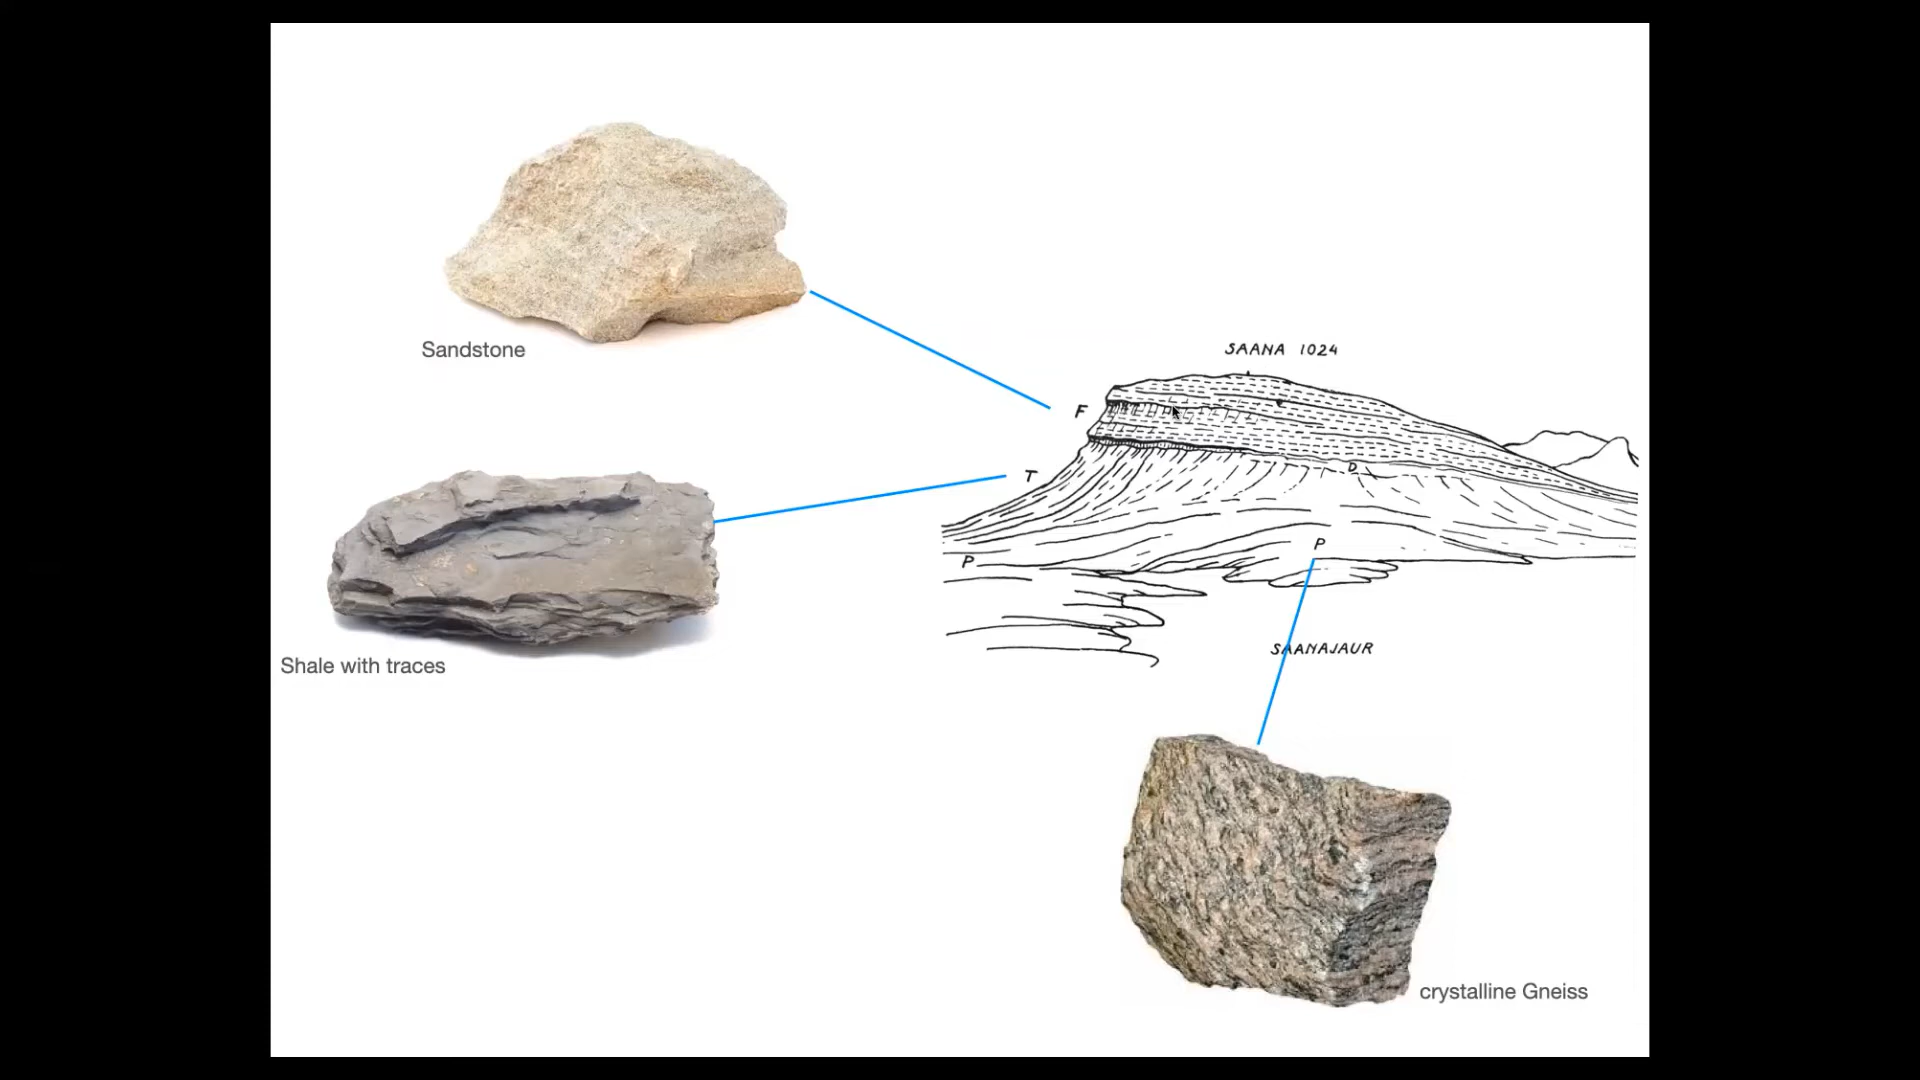 Sandstone
SAANA 1024
F
T
D
P
P
SAANAJAUR
Shale with traces
crystalline Gneiss